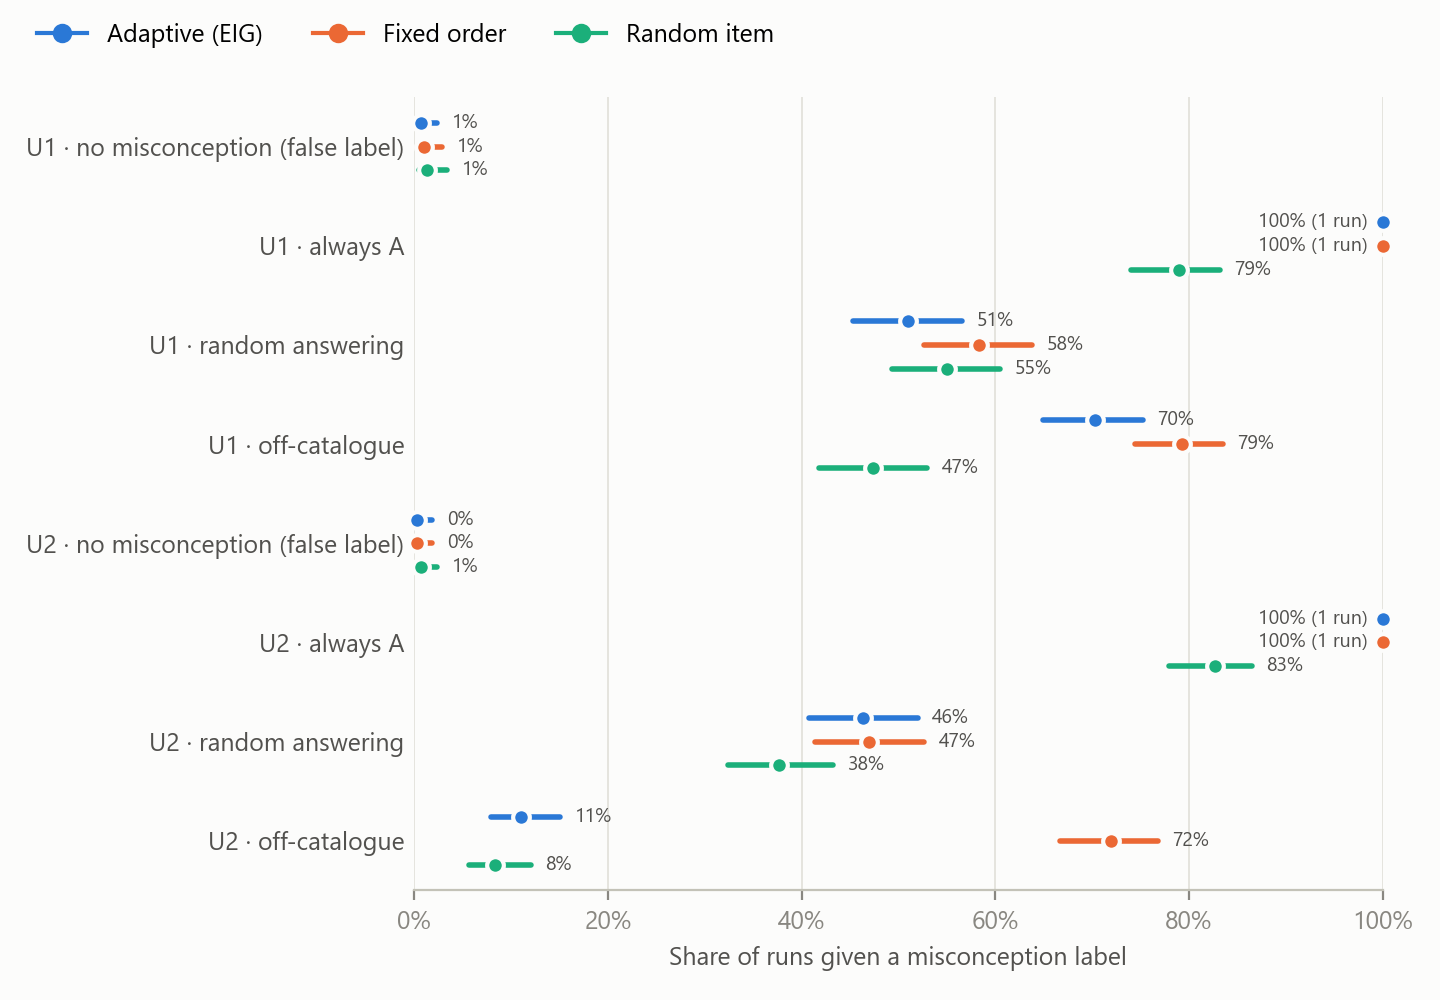 Adaptive (EIG) Fixed order Random item
1%
U1 · no misconception (false label) 1%
1%
100% (1 run)
U1 · always A 100% (1 run)
79%
51%
U1 · random answering 58%
55%
70%
U1 · off-catalogue 79%
47%
0%
U2 · no misconception (false label) 0%
1%
100% (1 run)
U2 · always A 100% (1 run)
83%
46%
U2 · random answering 47%
38%
11%
U2 · off-catalogue 72%
8%
0% 20% 40% 60% 80% 100%
Share of runs given a misconception label